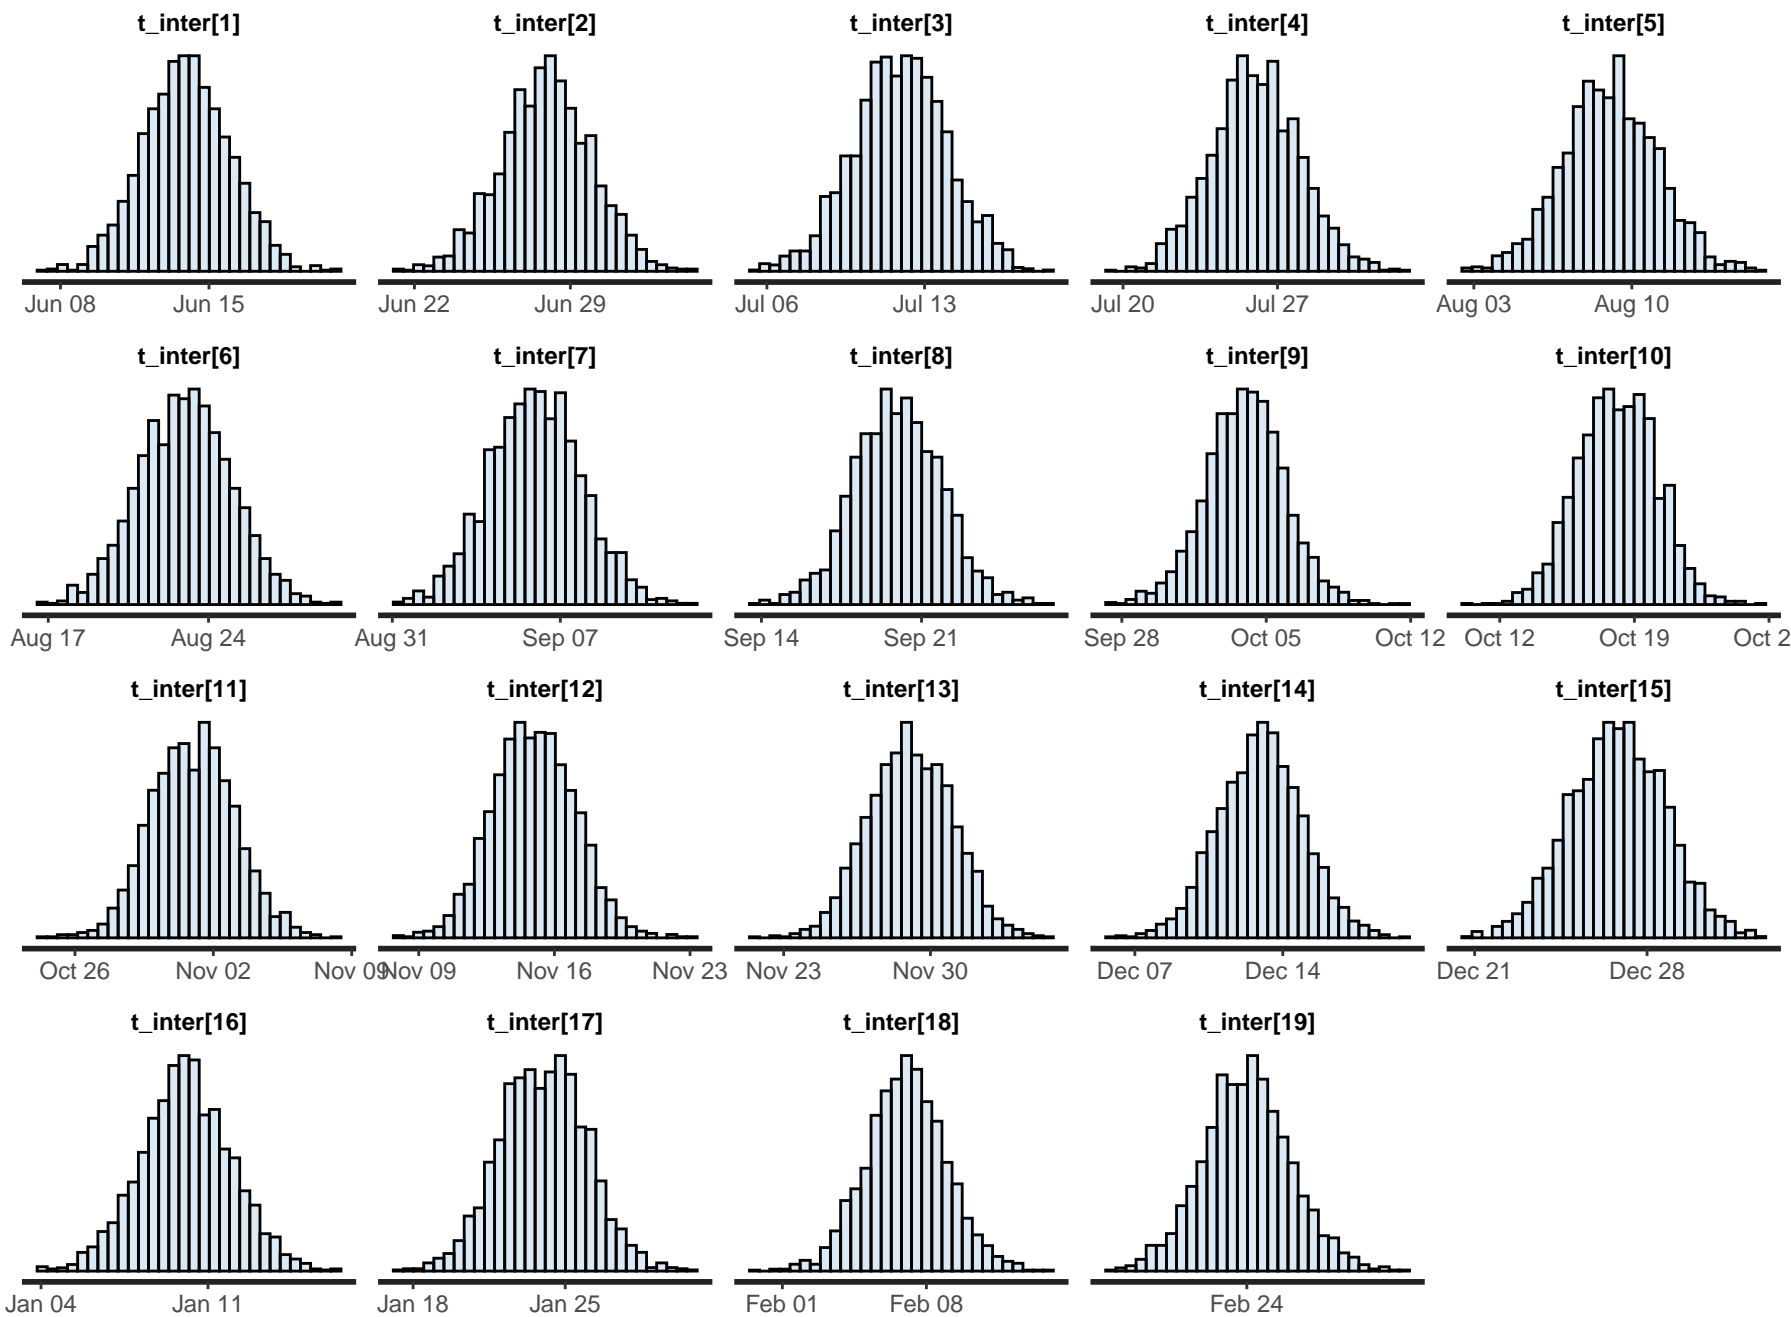 t_inter[1] t_inter[2] t_inter[3] t_inter[4] t_inter[5]
Jun 08 Jun 15 Jun 22 Jun 29 Jul 06 Jul 13 Jul 20 Jul 27 Aug 03 Aug 10
t_inter[6] t_inter[7] t_inter[8] t_inter[9] t_inter[10]
Aug 17 Aug 24 Aug 31 Sep 07 Sep 14 Sep 21 Sep 28 Oct 05 Oct 12 Oct 12 Oct 19 Oct 2
t_inter[11] t_inter[12] t_inter[13] t_inter[14] t_inter[15]
Oct 26 Nov 02 Nov 09 Nov 09 Nov 16 Nov 23 Nov 23 Nov 30 Dec 07 Dec 14 Dec 21 Dec 28
t_inter[16] t_inter[17] t_inter[18] t_inter[19]
Jan 04 Jan 11 Jan 18 Jan 25 Feb 01 Feb 08 Feb 24